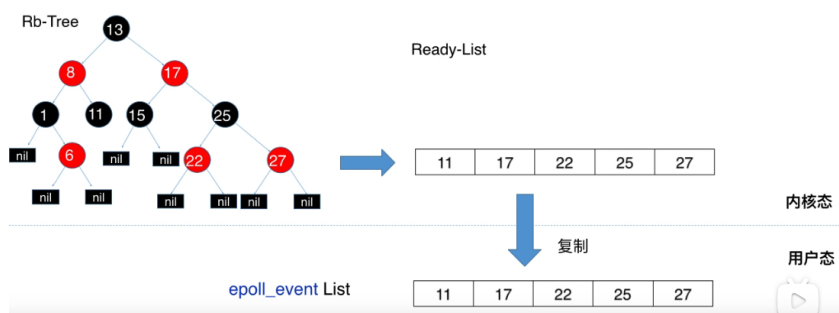 Rb-Tree
13
Ready-List
8 17
1 11 15 25
nil 6 nil nil 22 27
11 17 22 25 27
nil nil nil nil nil nil
内核态
复制
用户态
epoll_event List
11 17 22 25 27